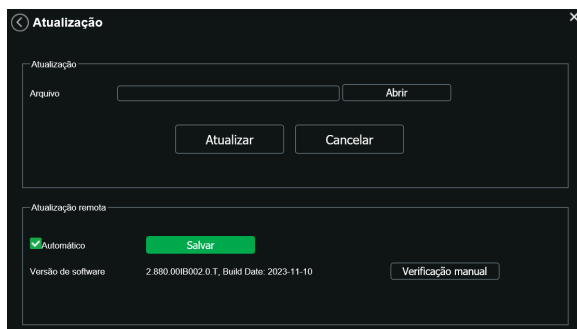 Atualização
Atualização
Arquivo
Abrir
Atualizar Cancelar
Atualização remota
Automático
Salvar
Versão de software 2.880.00IB002.0.T, Build Date: 2023-11-10 Verificação manual